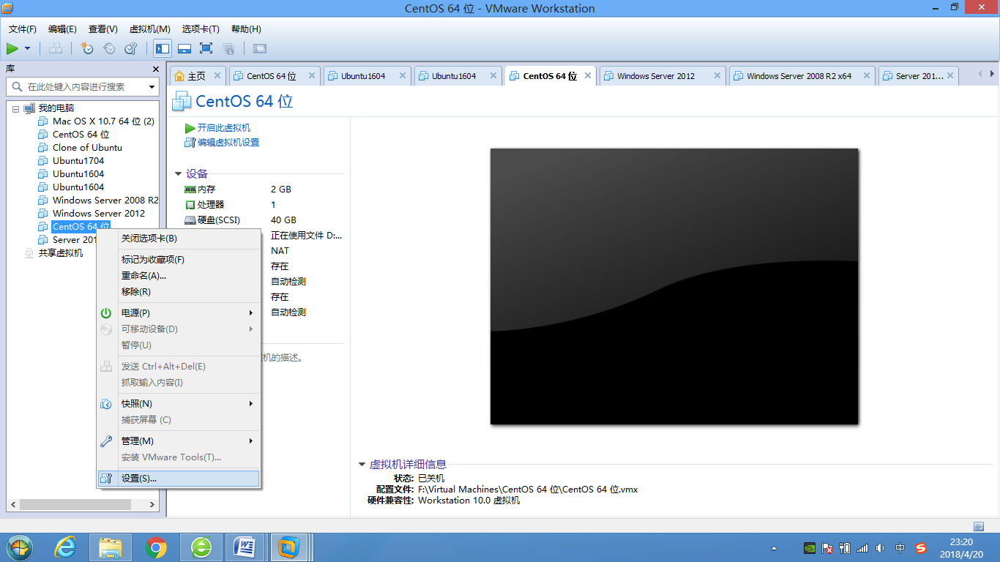 CentOS 64 位 - VMware Workstation
文件(F) 编辑(E) 查看(V) 虚拟机(M) 选项卡(T) 帮助(H)
库
主页 CentOS 64 位 Ubuntu1604 Ubuntu1604 CentOS 64 位 Windows Server 2012 Windows Server 2008 R2 x64 Server 201...
在此处键入内容进行搜索
我的电脑
Mac OS X 10.7 64 位 (2)
CentOS 64 位
Clone of Ubuntu
Ubuntu1704
Ubuntu1604
Ubuntu1604
Windows Server 2008 R2
Windows Server 2012
CentOS 64 位
Server 201
共享虚拟机
关闭选项卡(B)
标记为收藏项(F)
重命名(A)...
移除(R)
电源(P)
可移动设备(D)
暂停(U)
发送 Ctrl+Alt+Del(E)
抓取输入内容(I)
快照(N)
捕获屏幕 (C)
管理(M)
安装 VMware Tools(T)...
设置(S)...
CentOS 64 位
开启此虚拟机
编辑虚拟机设置
设备
内存 2 GB
处理器 1
硬盘(SCSI) 40 GB
正在使用文件 D:...
NAT
存在
自动检测
存在
自动检测
机的描述。
虚拟机详细信息
状态: 已关机
配置文件: F:\Virtual Machines\CentOS 64 位\CentOS 64 位.vmx
硬件兼容性: Workstation 10.0 虚拟机
中
23:20
2018/4/20